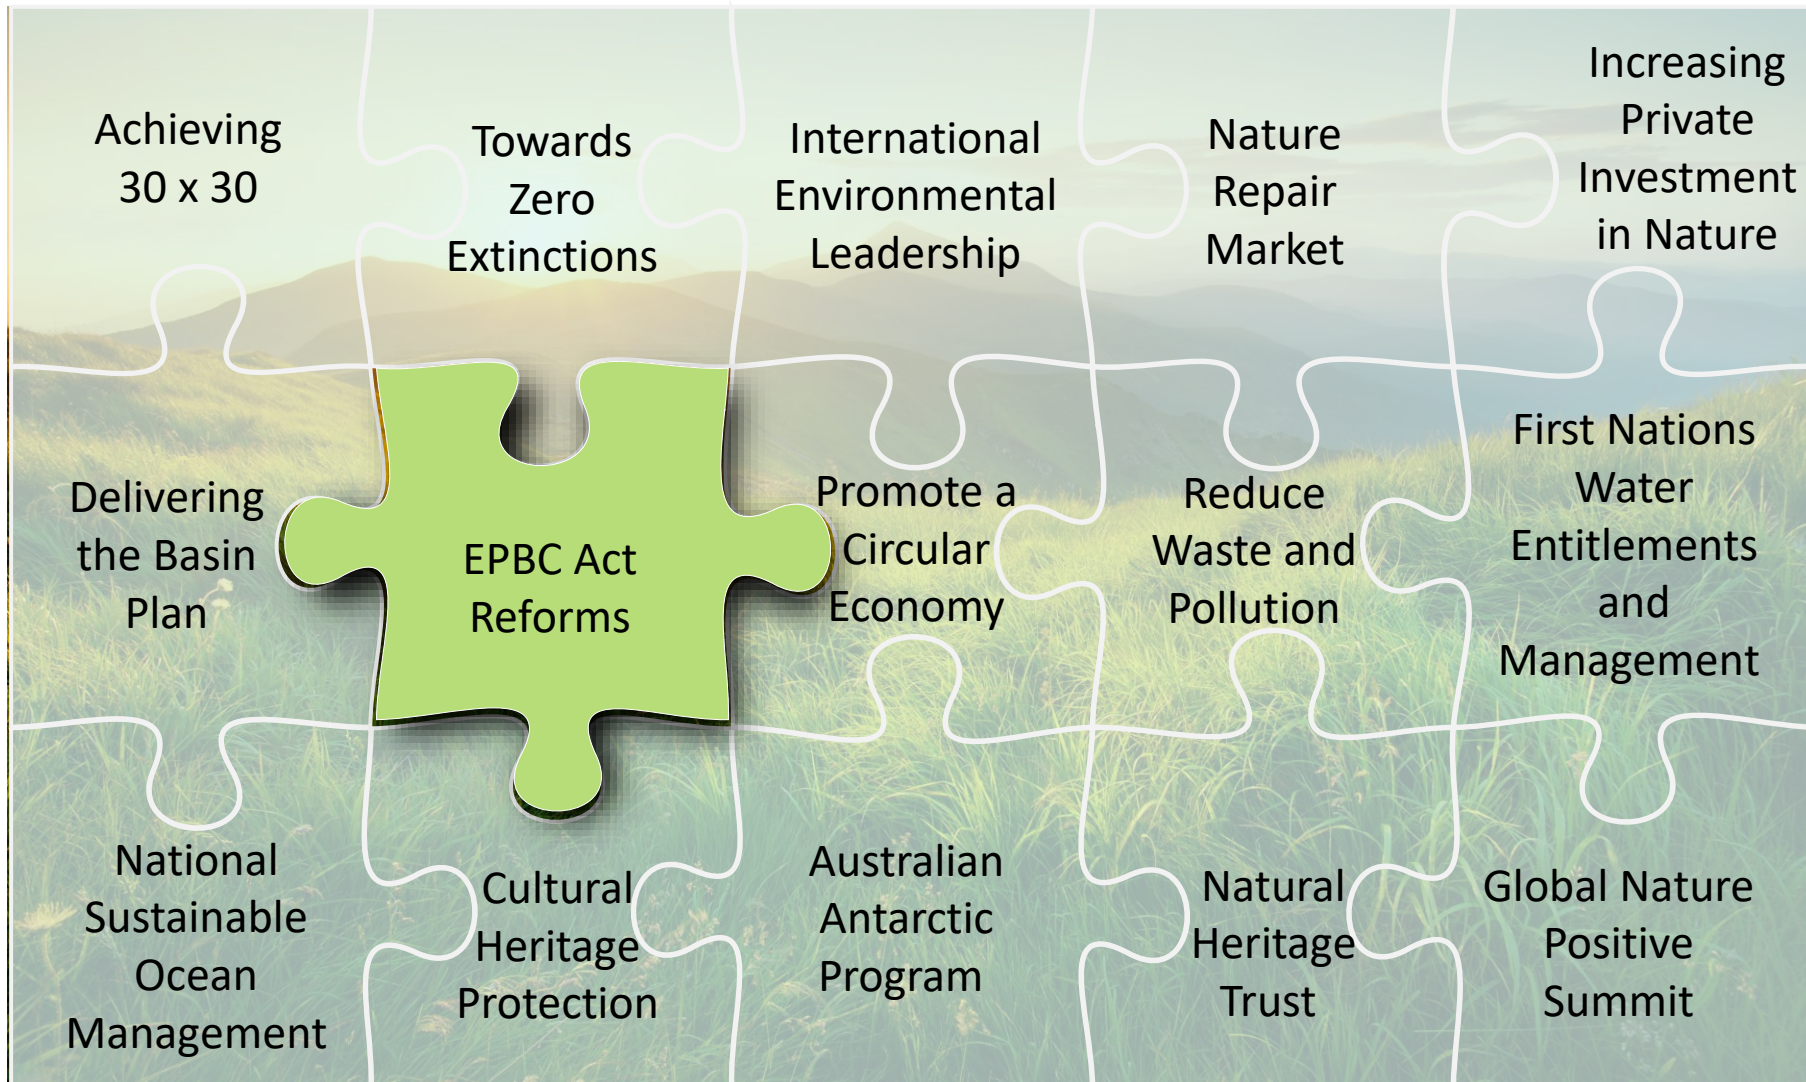 Achieving
30 x 30
Towards
Zero
Extinctions
International
Environmental
Leadership
Nature
Repair
Market
Increasing
Private
Investment
in Nature
Delivering
the Basin
Plan
EPBC Act
Reforms
Promote a
Circular
Economy
Reduce
Waste and
Pollution
First Nations
Water
Entitlements
and
Management
National
Sustainable
Ocean
Management
Cultural
Heritage
Protection
Australian
Antarctic
Program
Natural
Heritage
Trust
Global Nature
Positive
Summit